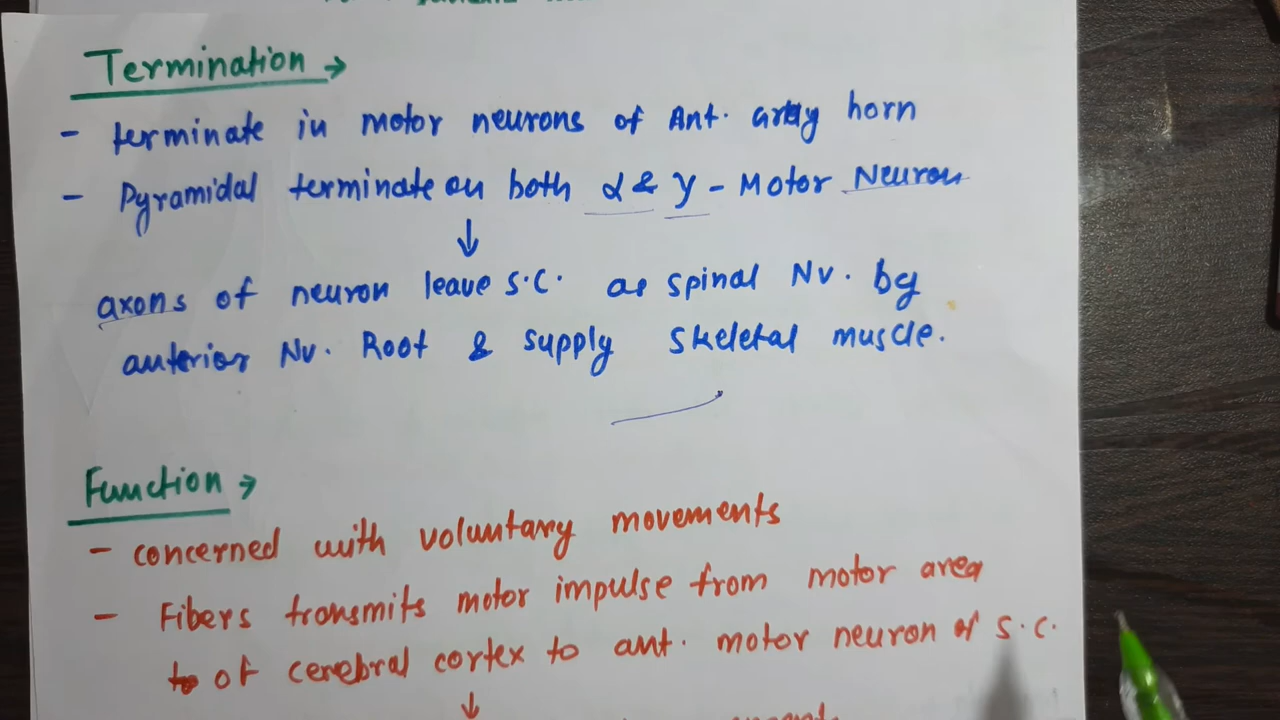 Termination →
- terminate in motor neurons of Ant. gray horn
- Pyramidal terminate on both α & γ - Motor Neuron
↓
axons of neuron leave S.C. as spinal Nv. by
anterior Nv. Root & supply skeletal muscle.
Function →
- concerned with voluntary movements
- Fibers transmits motor impulse from motor area
of cerebral cortex to ant. motor neuron of S.C.
↓